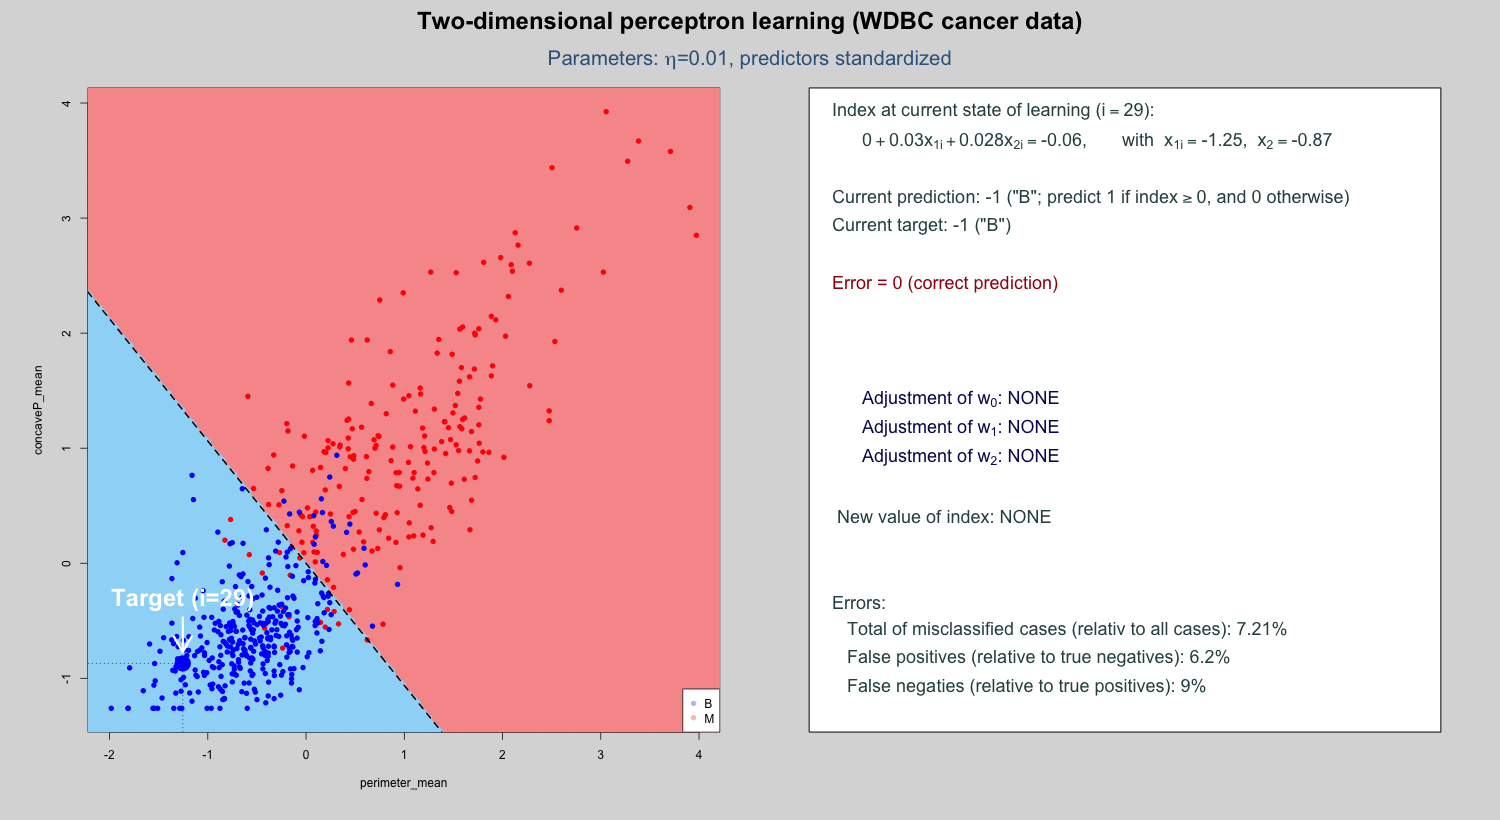 Two-dimensional perceptron learning (WDBC cancer data)
Parameters: η=0.01, predictors standardized
4
3
2
1
0
-1
concaveP_mean
Target (i=29)
B
M
-2
-1
0
1
2
3
4
perimeter_mean
Index at current state of learning (i = 29):
0 + 0.03x1i + 0.028x2i = -0.06, with x1i = -1.25, x2 = -0.87
Current prediction: -1 ("B"; predict 1 if index ≥ 0, and 0 otherwise)
Current target: -1 ("B")
Error = 0 (correct prediction)
Adjustment of w0: NONE
Adjustment of w1: NONE
Adjustment of w2: NONE
New value of index: NONE
Errors:
Total of misclassified cases (relativ to all cases): 7.21%
False positives (relative to true negatives): 6.2%
False negaties (relative to true positives): 9%